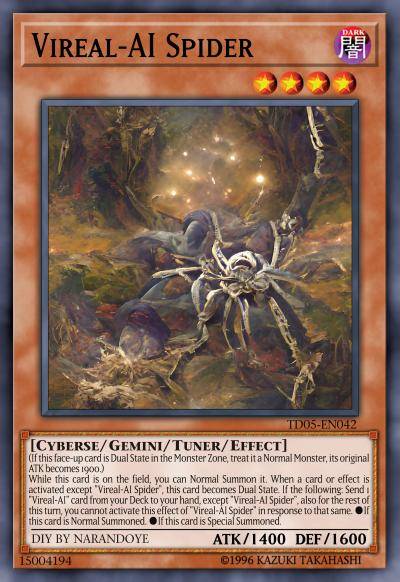 VIREAL-AI SPIDER
DARK
闇
TD05-EN042
[CYBERSE/GEMINI/TUNER/EFFECT]
(If this face-up card is Dual State in the Monster Zone, treat it a Normal Monster, its original
ATK becomes 1900.)
While this card is on the field, you can Normal Summon it. When a card or effect is
activated except "Vireal-AI Spider", this card becomes Dual State. If the following: Send 1
"Vireal-AI" card from your Deck to your hand, except "Vireal-AI Spider", also for the rest of
this turn, you cannot activate this effect of "Vireal-AI Spider" in response to that same. ●If
this card is Normal Summoned. ●If this card is Special Summoned.
DIY BY NARANDOYE
ATK/1400 DEF/1600
15004194
©1996 KAZUKI TAKAHASHI